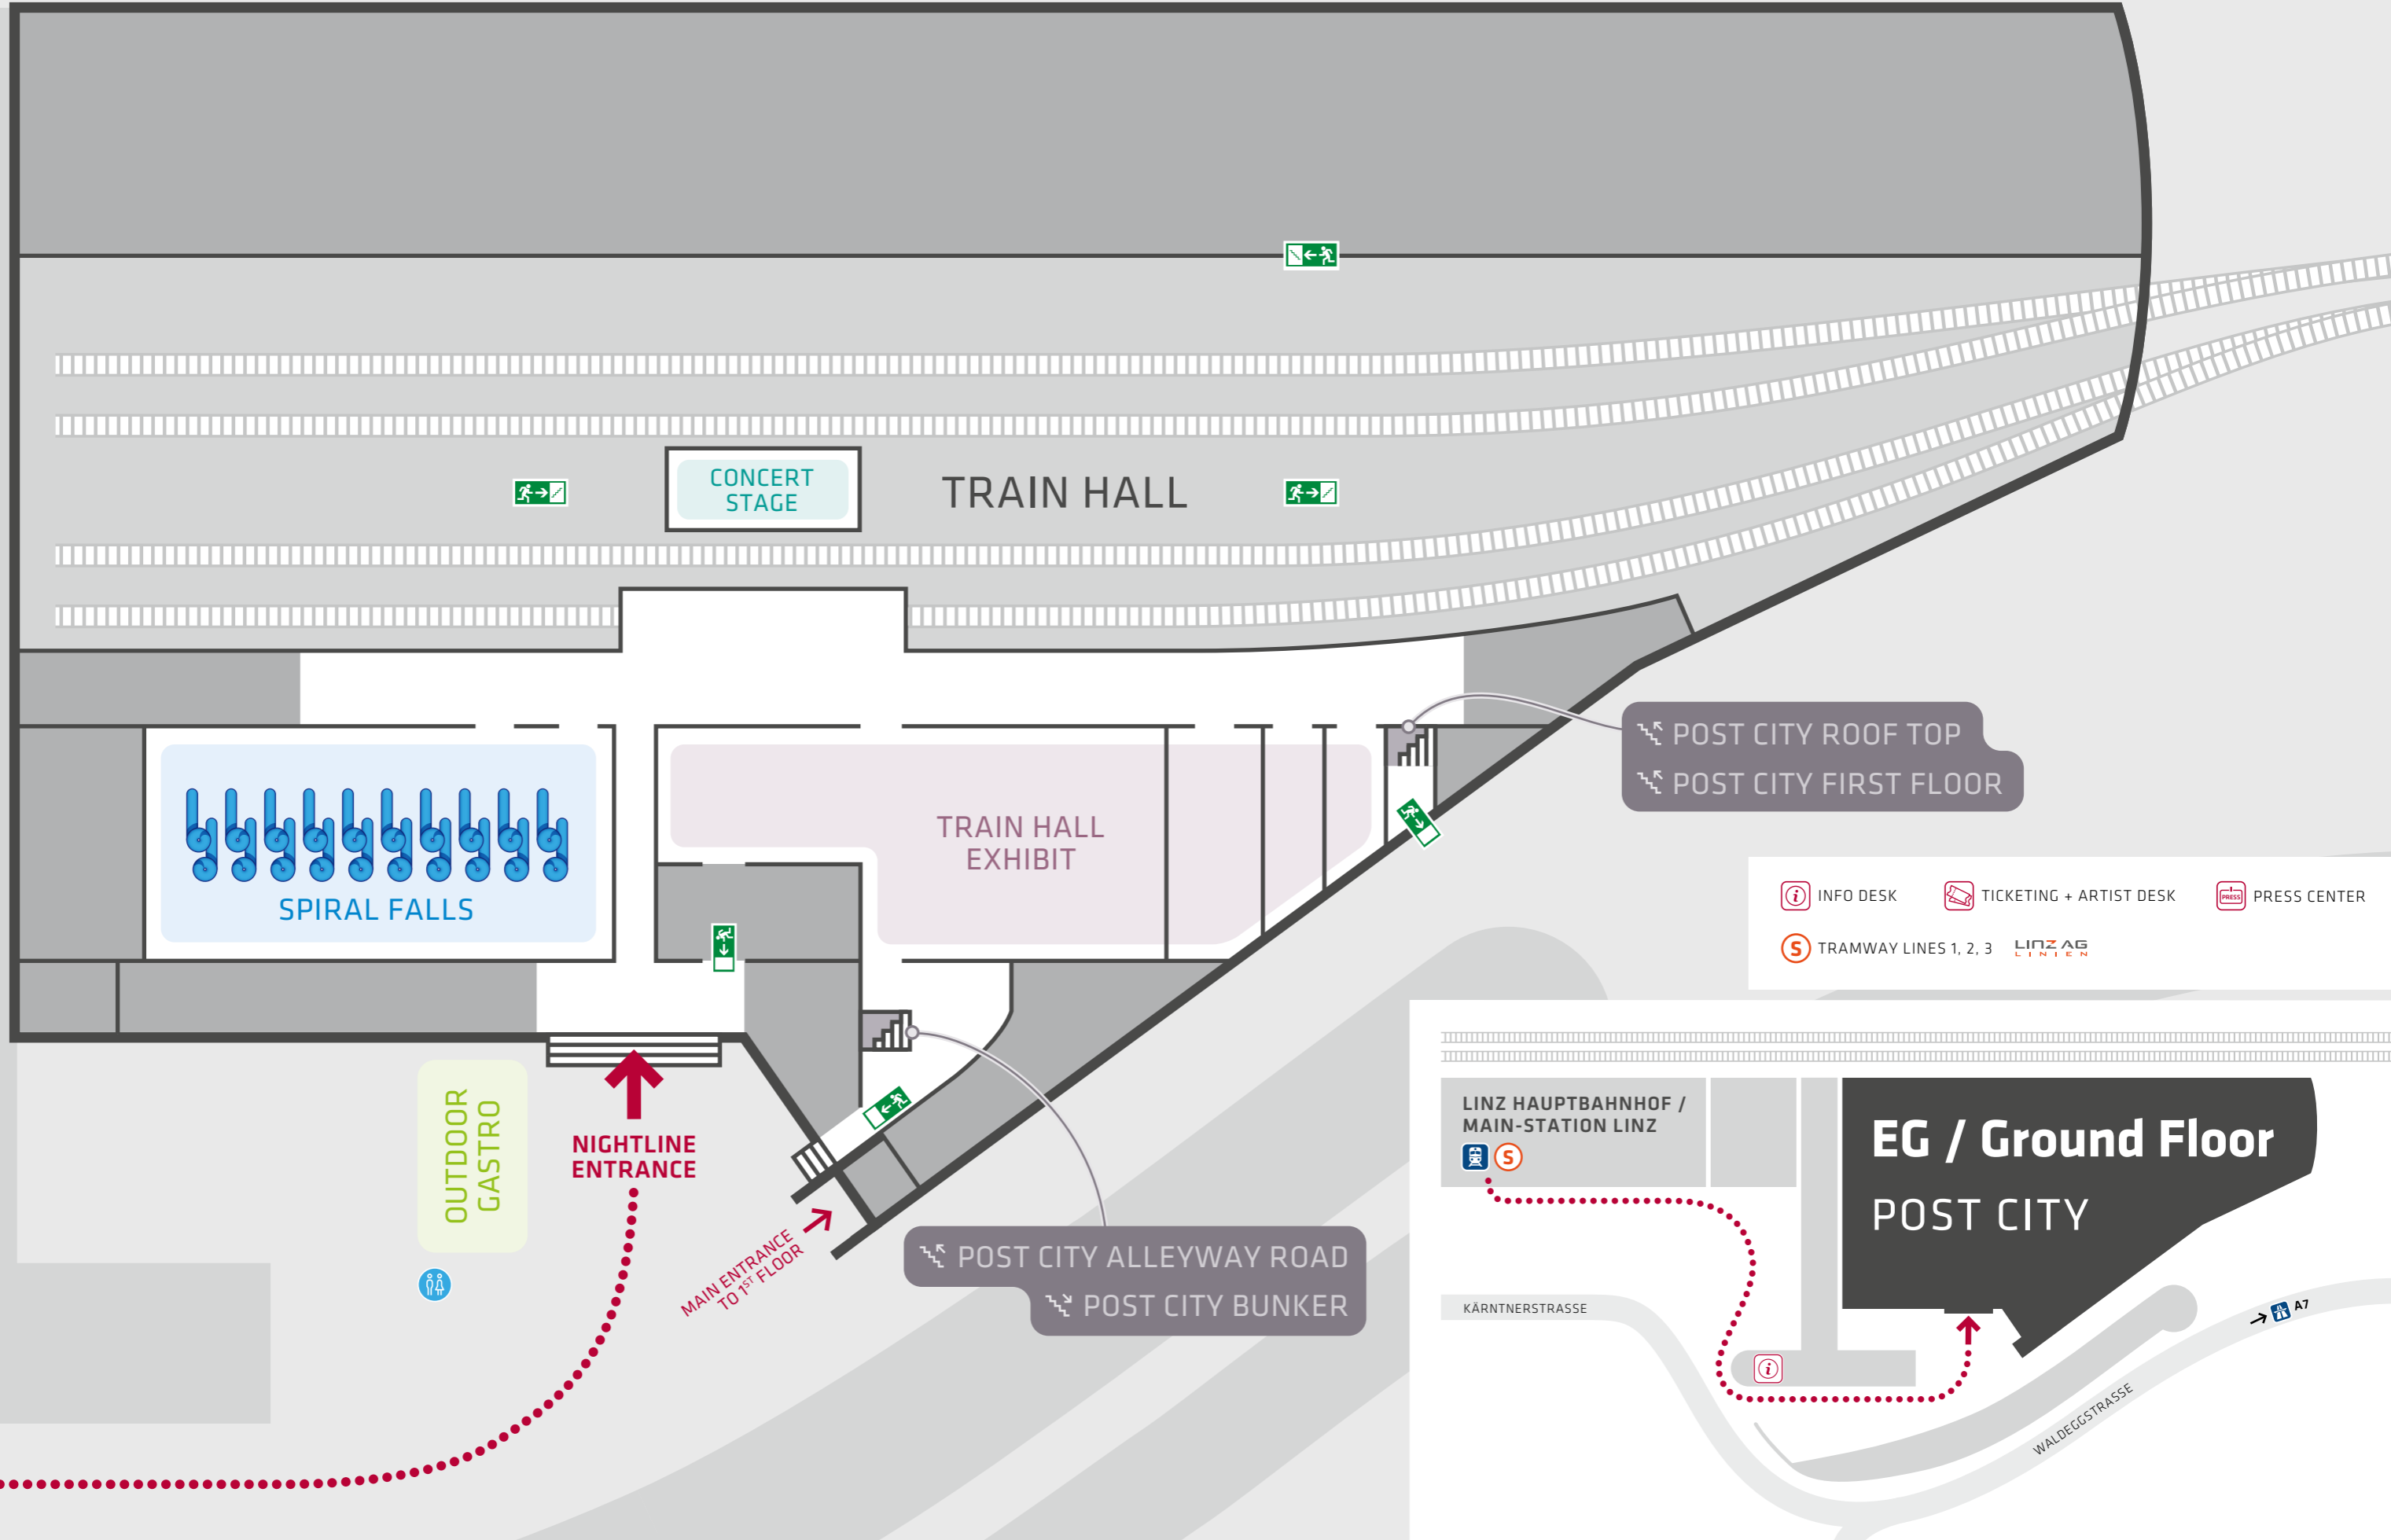 CONCERT
STAGE
TRAIN HALL
POST CITY ROOF TOP
POST CITY FIRST FLOOR
TRAIN HALL
EXHIBIT
SPIRAL FALLS
INFO DESK
TICKETING + ARTIST DESK
PRESS
PRESS CENTER
S
TRAMWAY LINES 1, 2, 3
LINZ AG
LINIEN
OUTDOOR
GASTRO
NIGHTLINE
ENTRANCE
MAIN ENTRANCE
TO 1ST FLOOR
POST CITY ALLEYWAY ROAD
POST CITY BUNKER
LINZ HAUPTBAHNHOF /
MAIN-STATION LINZ
S
EG / Ground Floor
POST CITY
KÄRNTNERSTRASSE
A7
WALDEGGSTRASSE